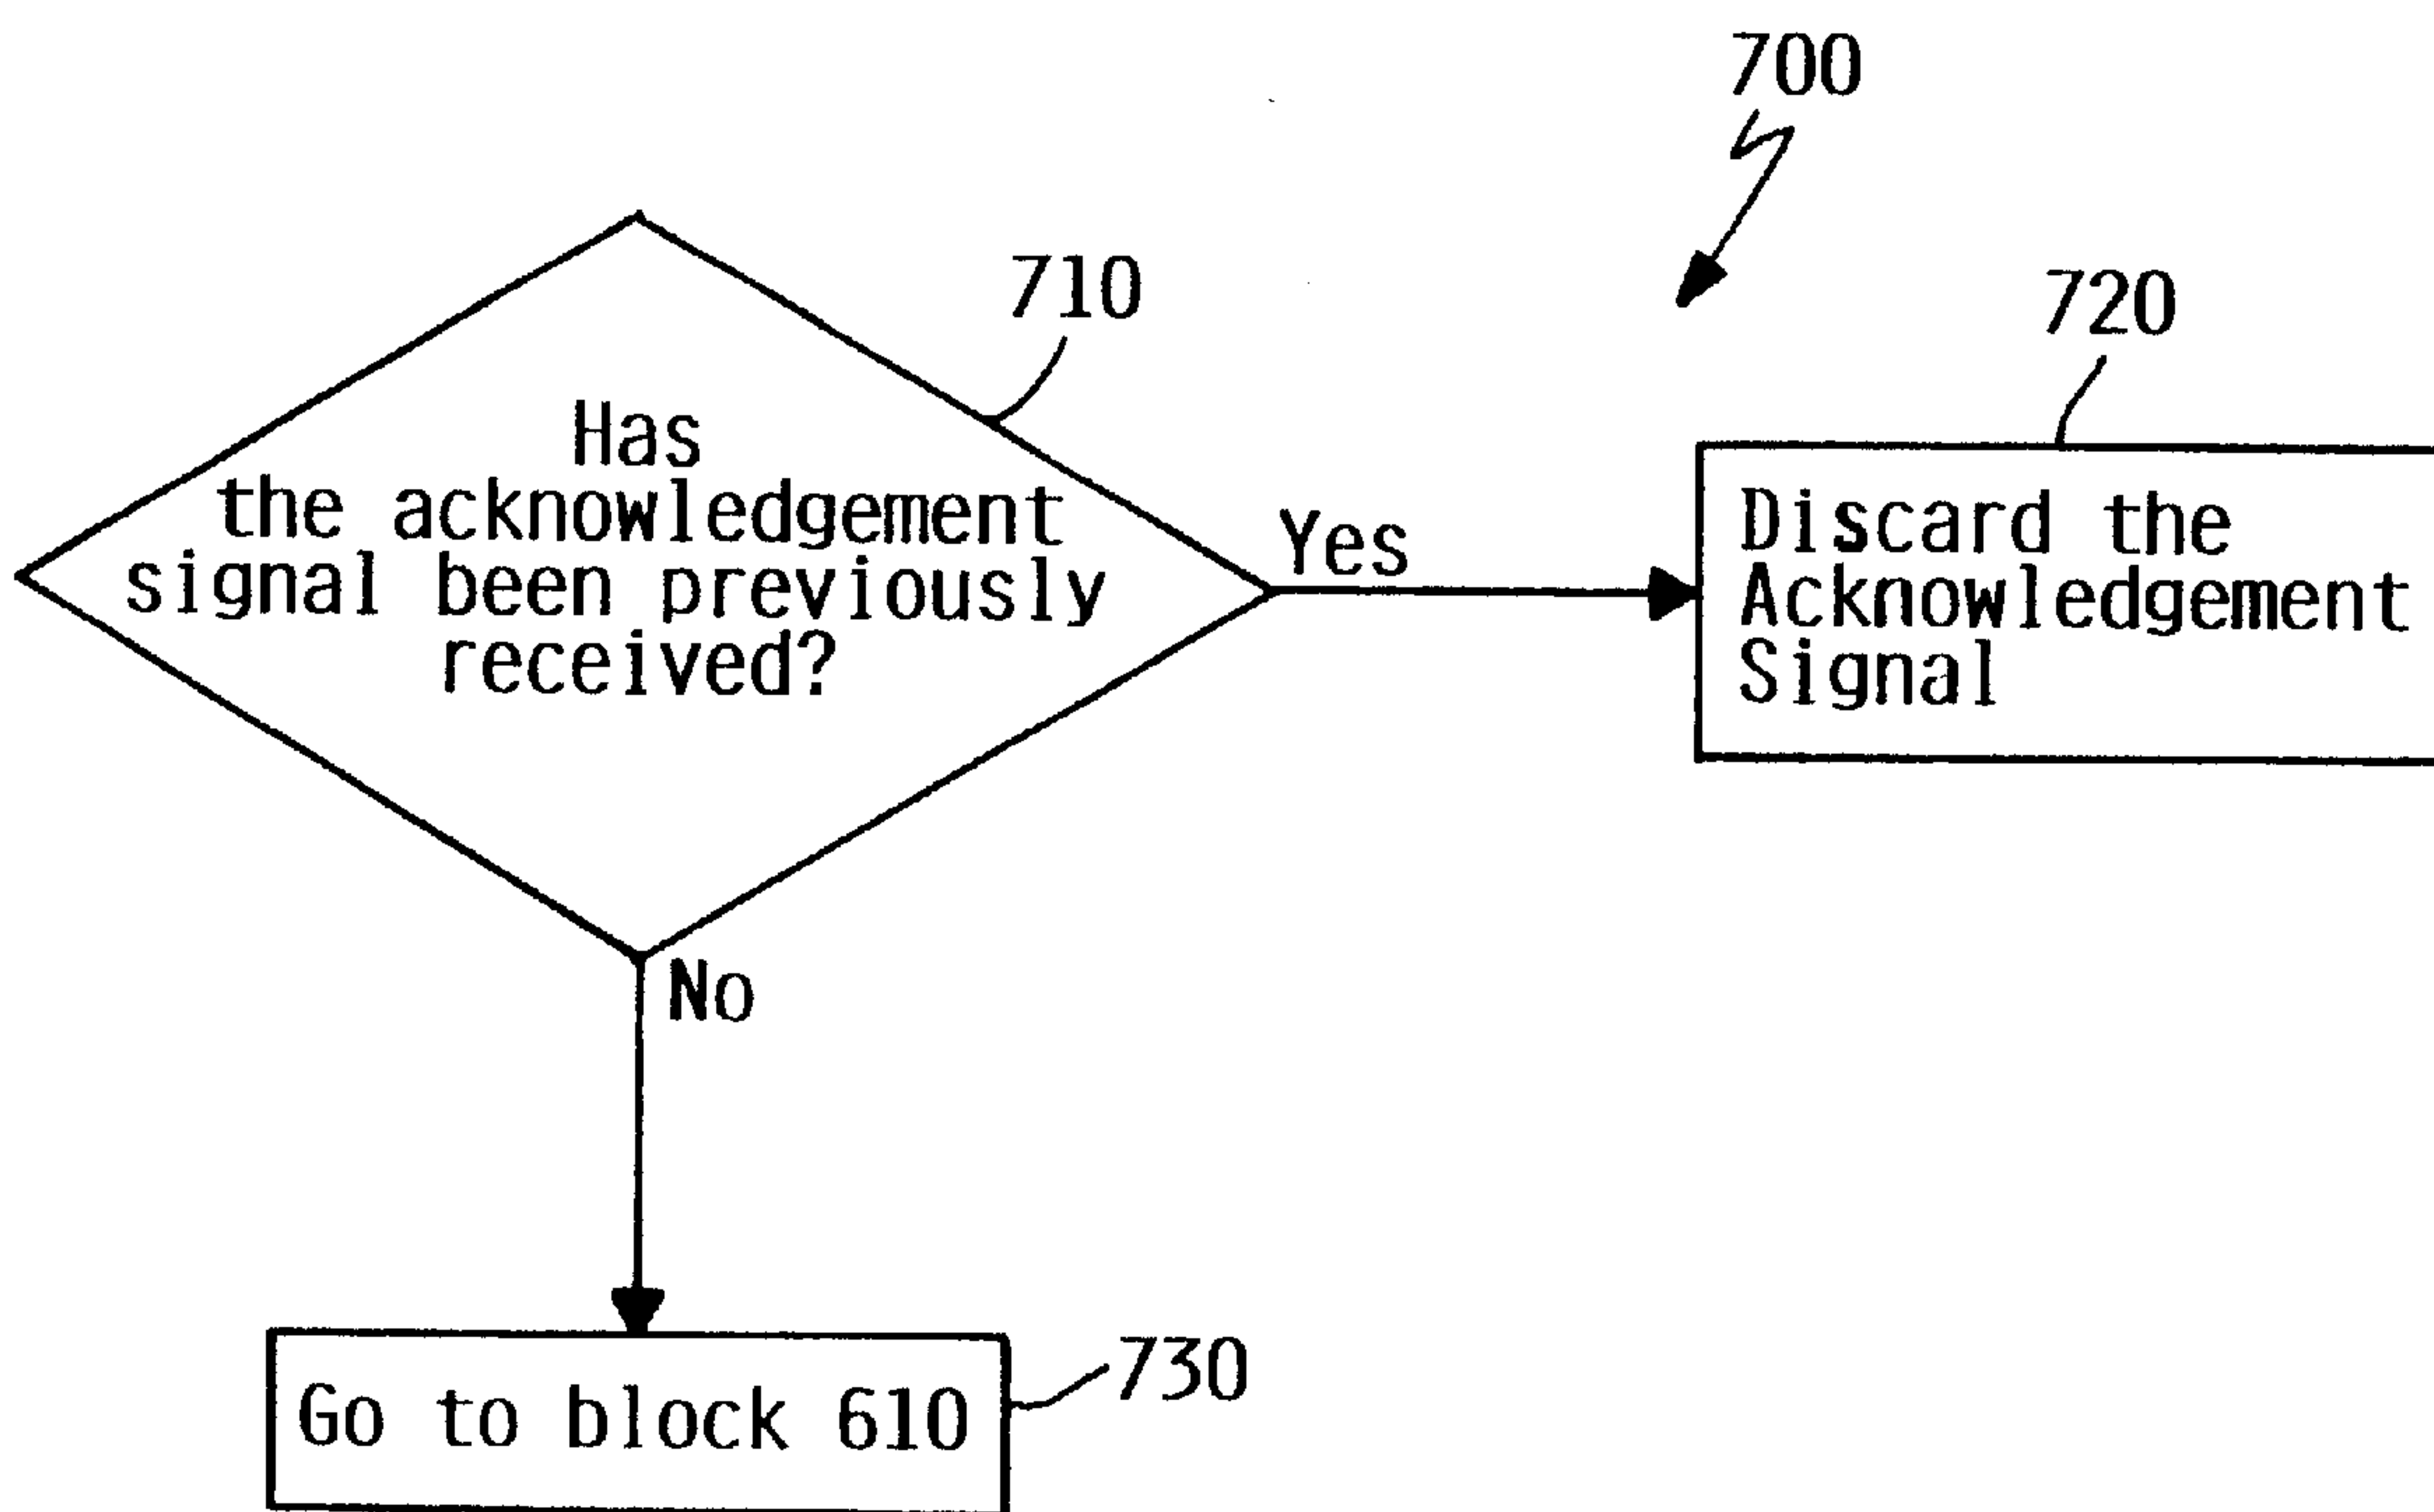 700
710
720
Has
the acknowledgement
signal been previously
received?
Yes
Discard the
Acknowledgement
Signal
No
730
Go to block 610